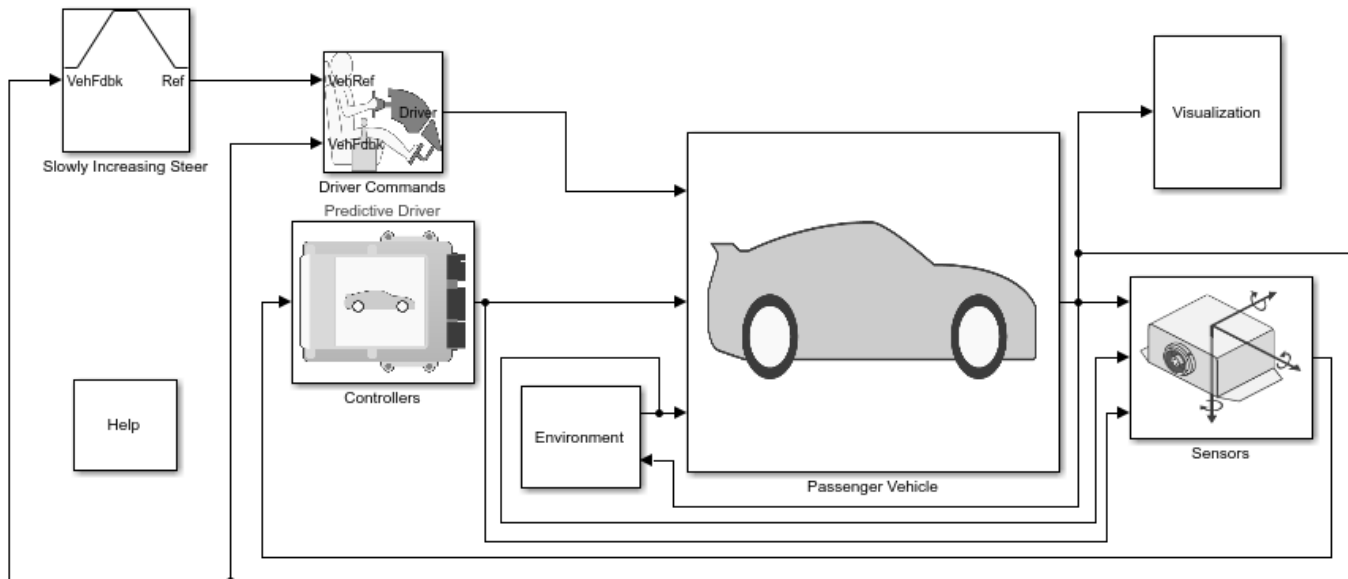 VehFdbk
Ref
Slowly Increasing Steer
VehRef
Driver
VehFdbk
Driver Commands
Predictive Driver
Visualization
Controllers
Help
Environment
Passenger Vehicle
Sensors